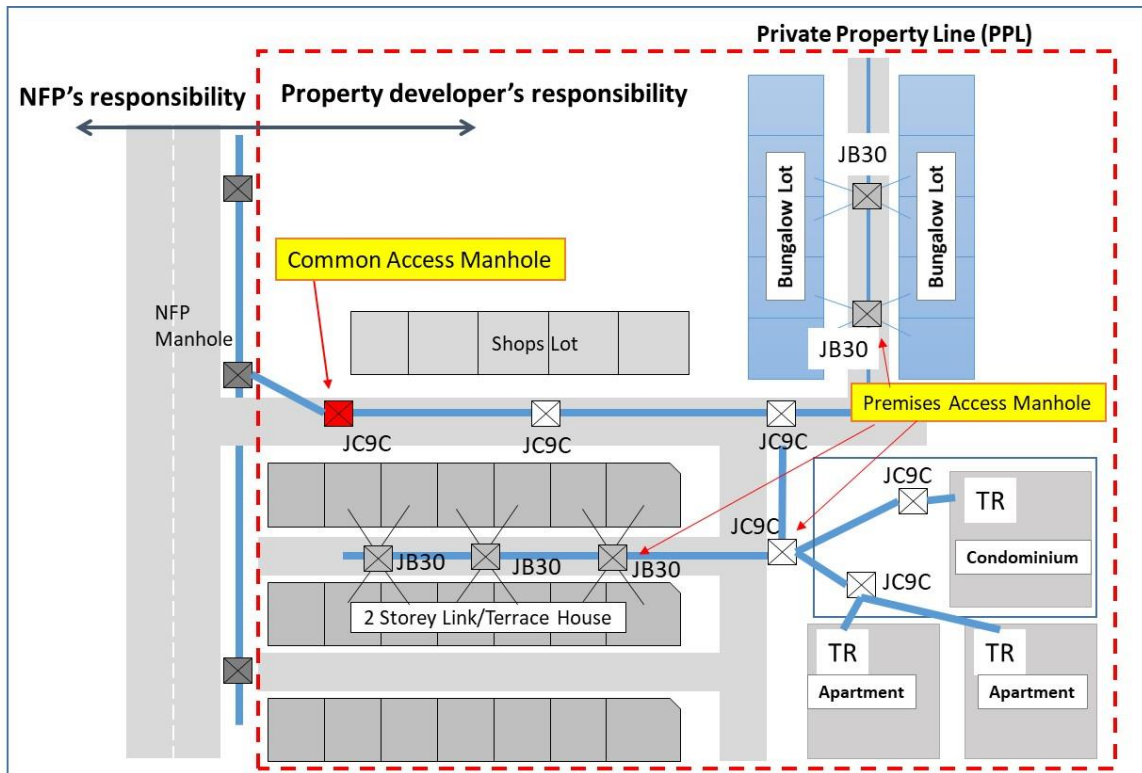 Private Property Line (PPL)
NFP's responsibility
Property developer's responsibility
JB30
Bungalow Lot
Bungalow Lot
Common Access Manhole
NFP
Manhole
Shops Lot
JB30
Premises Access Manhole
JC9C
JC9C
JC9C
JC9C
TR
JC9C
Condominium
JB30
JB30
JB30
JC9C
2 Storey Link/Terrace House
TR
TR
Apartment
Apartment